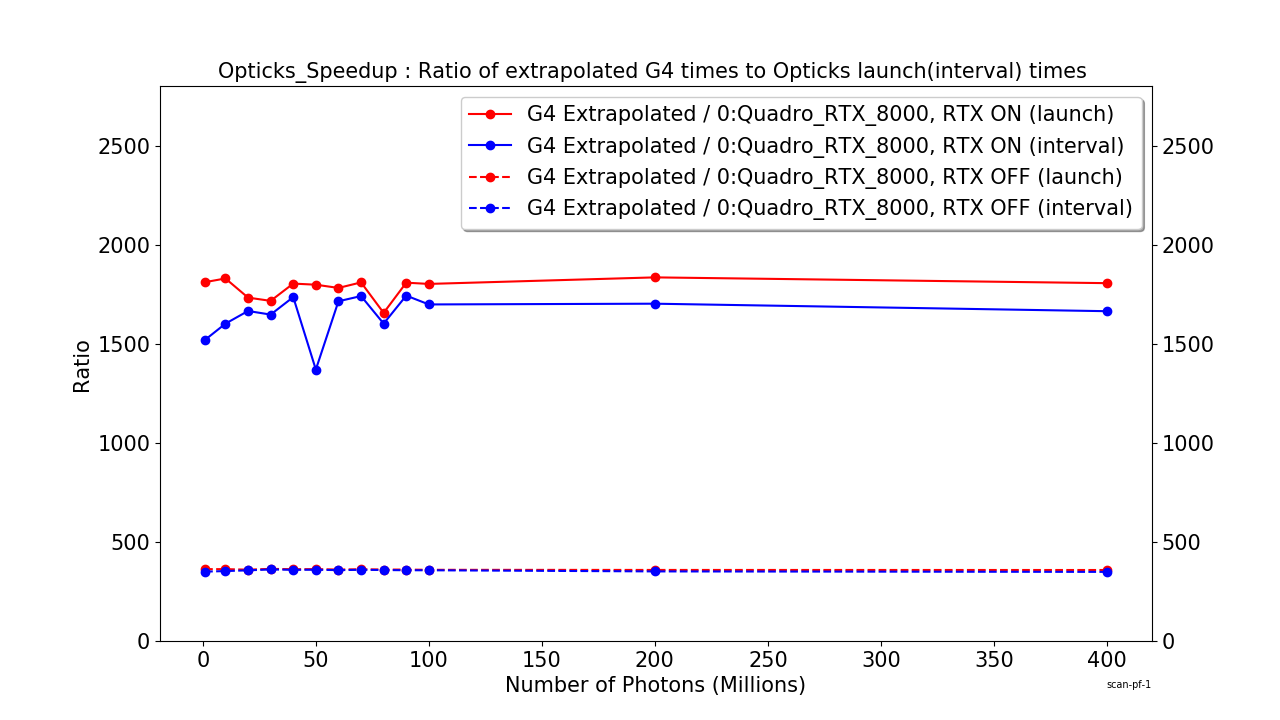 Opticks_Speedup : Ratio of extrapolated G4 times to Opticks launch(interval) times
G4 Extrapolated / 0:Quadro_RTX_8000, RTX ON (launch)
G4 Extrapolated / 0:Quadro_RTX_8000, RTX ON (interval)
G4 Extrapolated / 0:Quadro_RTX_8000, RTX OFF (launch)
G4 Extrapolated / 0:Quadro_RTX_8000, RTX OFF (interval)
2500 2500
2000 2000
1500 1500
Ratio
1000 1000
500 500
0 0
0 50 100 150 200 250 300 350 400
Number of Photons (Millions)
scan-pf-1